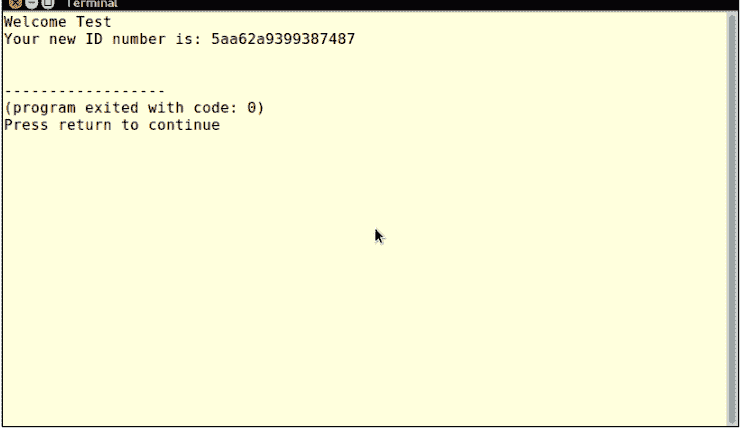 Terminal
Welcome Test
Your new ID number is: 5aa62a9399387487
------------------
(program exited with code: 0)
Press return to continue